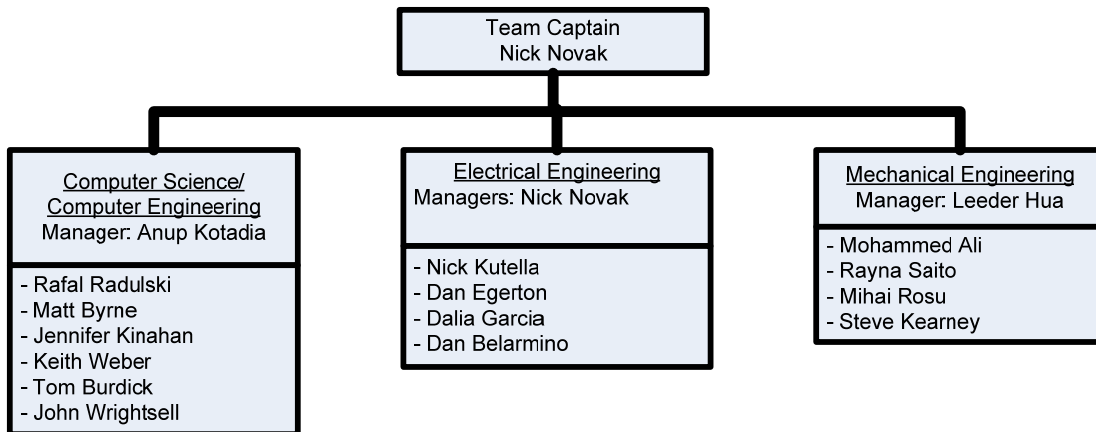 Team Captain
Nick Novak
Computer Science/
Computer Engineering
Manager: Anup Kotadia
- Rafal Radulski
- Matt Byrne
- Jennifer Kinahan
- Keith Weber
- Tom Burdick
- John Wrightsell
Electrical Engineering
Managers: Nick Novak
- Nick Kutella
- Dan Egerton
- Dalia Garcia
- Dan Belarmino
Mechanical Engineering
Manager: Leeder Hua
- Mohammed Ali
- Rayna Saito
- Mihai Rosu
- Steve Kearney